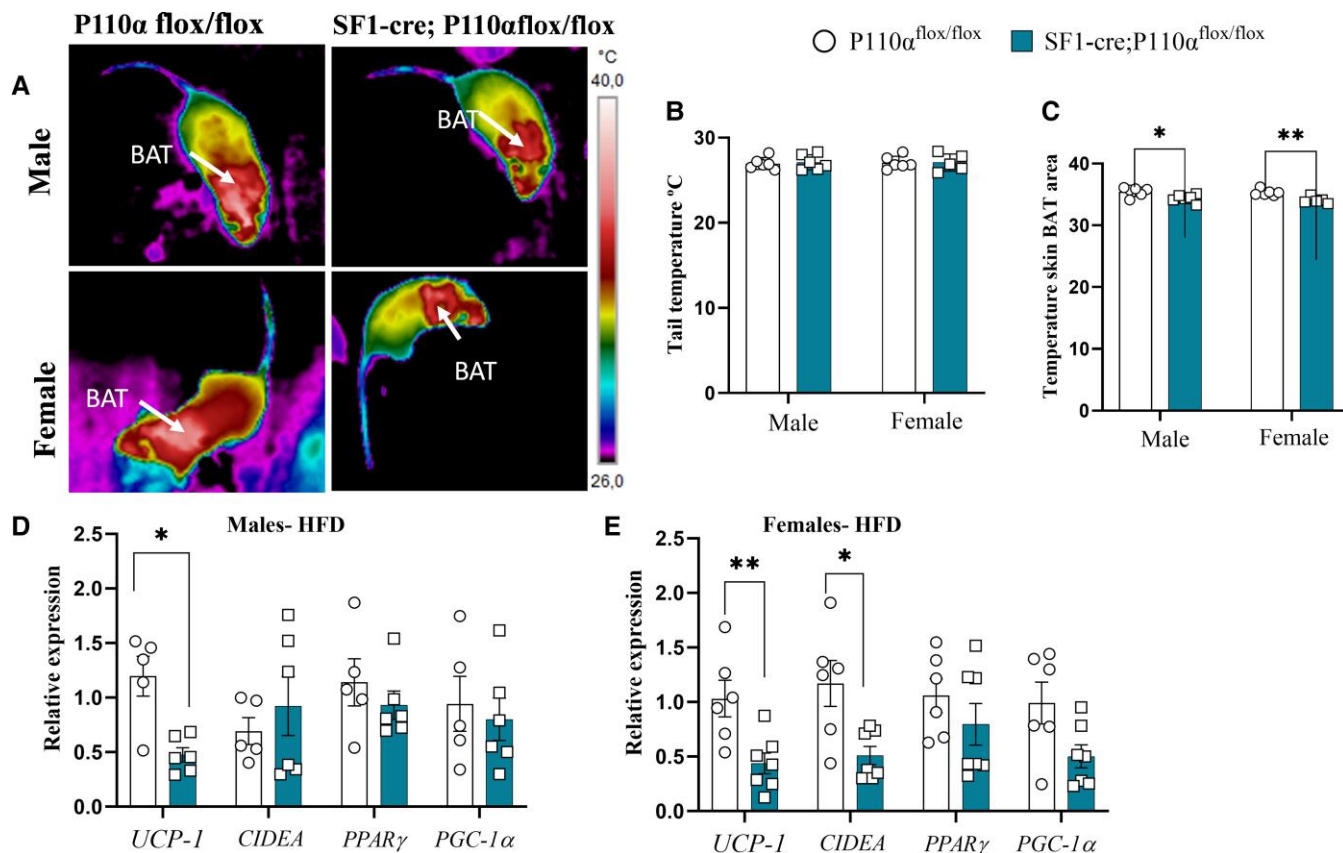 P110α flox/flox
SF1-cre; P110αflox/flox
P110α^flox/flox
SF1-cre;P110α^flox/flox
A
Male
Female
BAT
BAT
BAT
BAT
°C
40,0
26,0
B
Tail temperature °C
30
20
10
0
Male Female
C
Temperature skin BAT area
40
30
20
10
0
*
**
Male Female
D
Males- HFD
Relative expression
2.5
2.0
1.5
1.0
0.5
0.0
*
UCP-1 CIDEA PPARγ PGC-1α
E
Females- HFD
Relative expression
2.5
2.0
1.5
1.0
0.5
0.0
**
*
UCP-1 CIDEA PPARγ PGC-1α